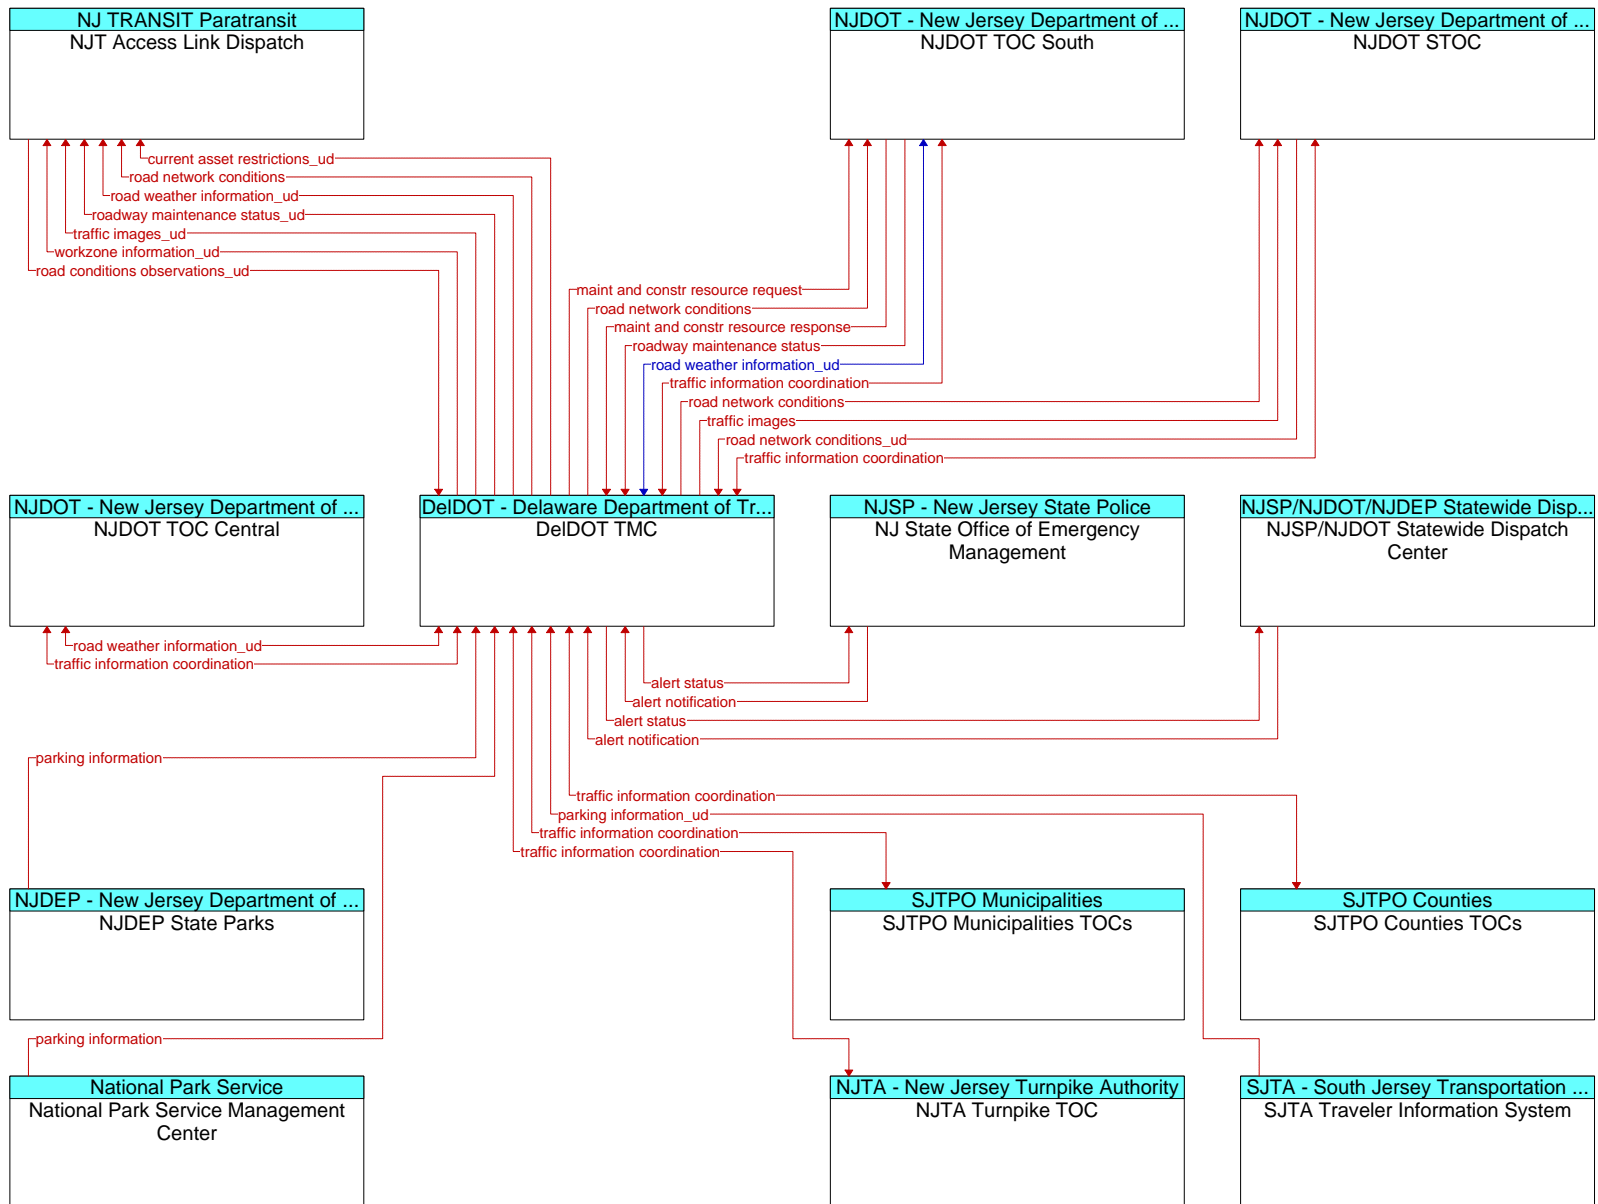 NJ TRANSIT Paratransit
NJT Access Link Dispatch
NJDOT - New Jersey Department of ...
NJDOT TOC South
NJDOT - New Jersey Department of ...
NJDOT STOC
current asset restrictions_ud
road network conditions
road weather information_ud
roadway maintenance status_ud
traffic images_ud
workzone information_ud
road conditions observations_ud
maint and constr resource request
road network conditions
maint and constr resource response
roadway maintenance status
road weather information_ud
traffic information coordination
road network conditions
traffic images
road network conditions_ud
traffic information coordination
NJDOT - New Jersey Department of ...
NJDOT TOC Central
DelDOT - Delaware Department of Tr...
DelDOT TMC
NJSP - New Jersey State Police
NJ State Office of Emergency
Management
NJSP/NJDOT/NJDEP Statewide Disp...
NJSP/NJDOT Statewide Dispatch
Center
road weather information_ud
traffic information coordination
alert status
alert notification
alert status
alert notification
parking information
traffic information coordination
parking information_ud
traffic information coordination
traffic information coordination
NJDEP - New Jersey Department of ...
NJDEP State Parks
SJTPO Municipalities
SJTPO Municipalities TOCs
SJTPO Counties
SJTPO Counties TOCs
parking information
National Park Service
National Park Service Management
Center
NJTA - New Jersey Turnpike Authority
NJTA Turnpike TOC
SJTA - South Jersey Transportation ...
SJTA Traveler Information System